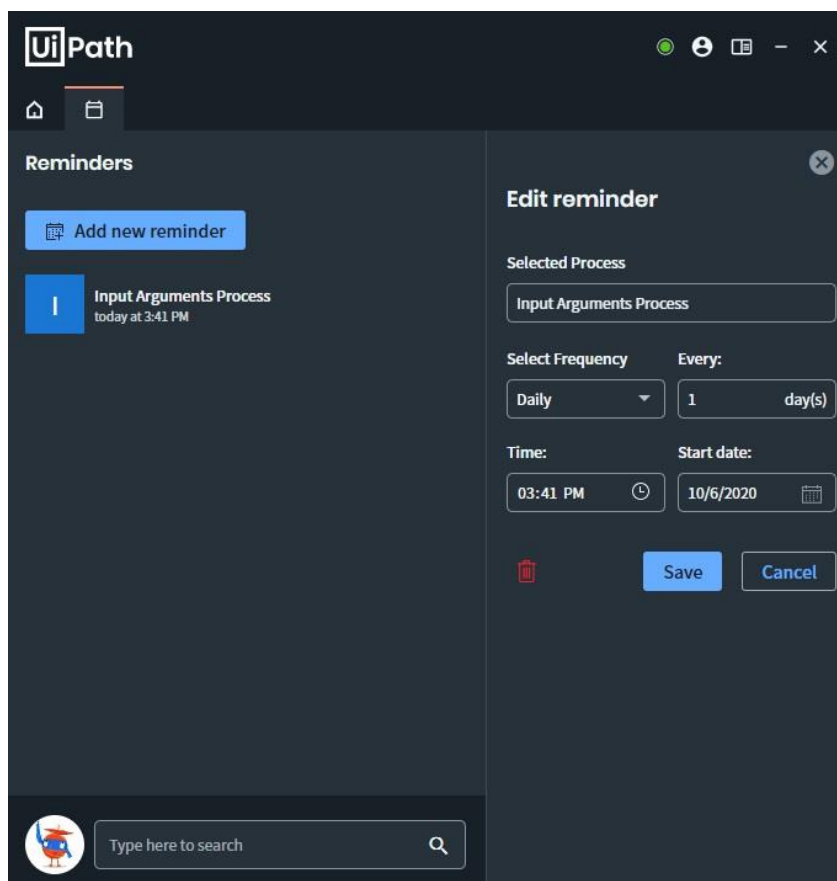 UiPath
Reminders
Add new reminder
I
Input Arguments Process
today at 3:41 PM
Edit reminder
Selected Process
Input Arguments Process
Select Frequency Every:
Daily 1 day(s)
Time: Start date:
03:41 PM 10/6/2020
Save Cancel
Type here to search